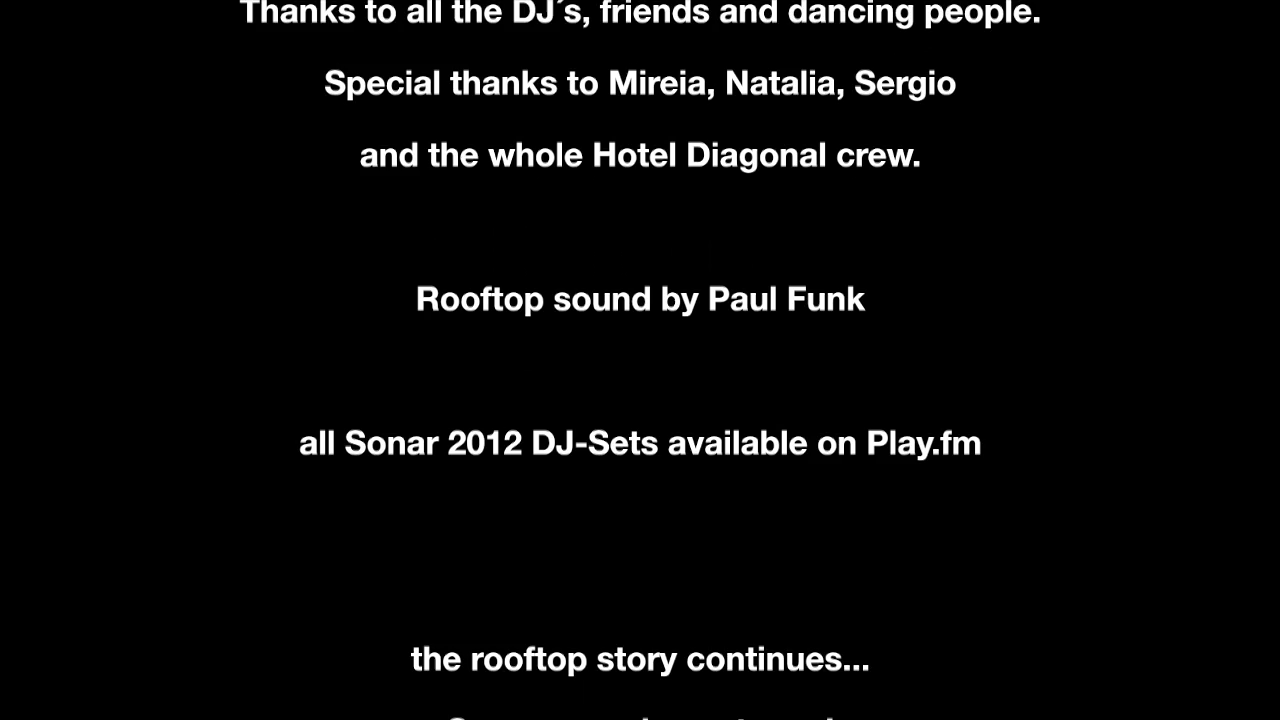 Thanks to all the DJ´s, friends and dancing people.
Special thanks to Mireia, Natalia, Sergio
and the whole Hotel Diagonal crew.
Rooftop sound by Paul Funk
all Sonar 2012 DJ-Sets available on Play.fm
the rooftop story continues...